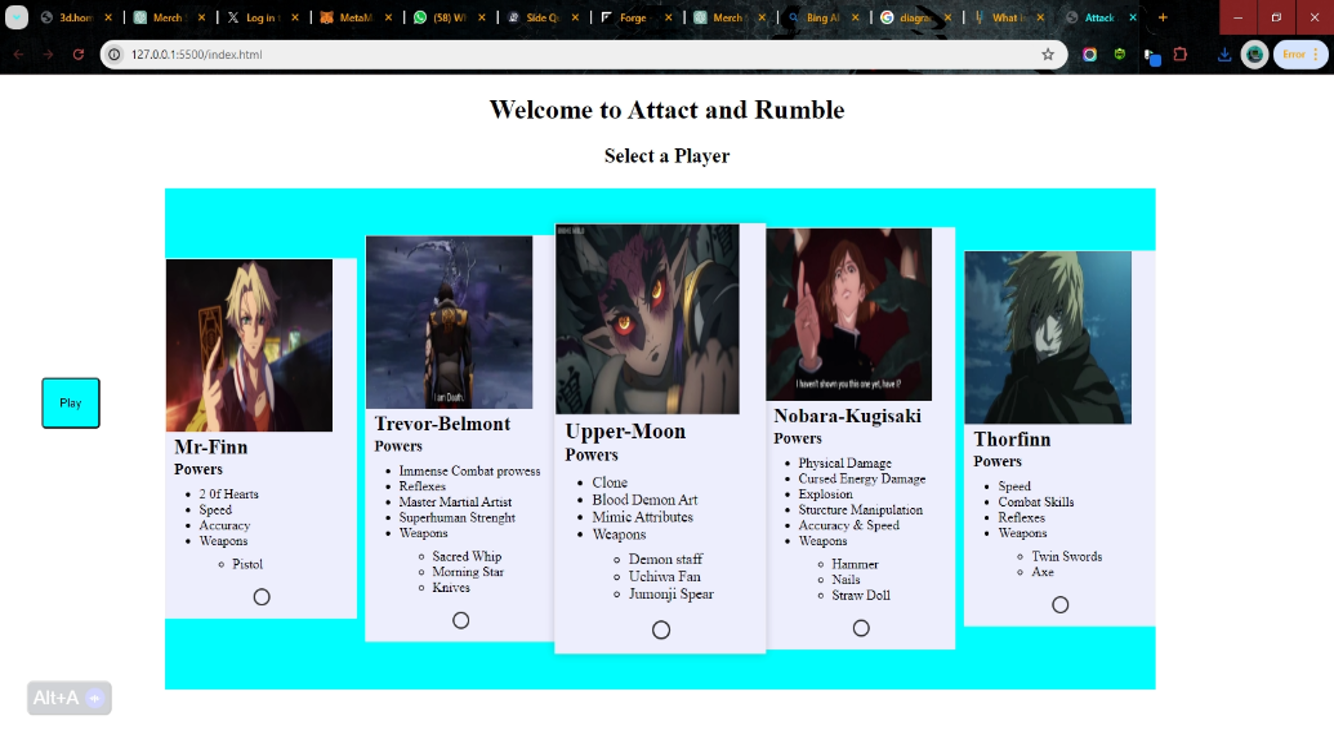 3d.hom
Merch
Log in t
MetaM
(58) W
Side Q
Forge -
Merch
Bing AI
diagra
What i
Attack
127.0.0.1:5500/index.html
Error
Welcome to Attact and Rumble
Select a Player
Play
I am Death.
I haven't shown you this one yet, have I?
Mr-Finn
Powers
2 0f Hearts
Speed
Accuracy
Weapons
Pistol
Trevor-Belmont
Powers
Immense Combat prowess
Reflexes
Master Martial Artist
Superhuman Strenght
Weapons
Sacred Whip
Morning Star
Knives
Upper-Moon
Powers
Clone
Blood Demon Art
Mimic Attributes
Weapons
Demon staff
Uchiwa Fan
Jumonji Spear
Nobara-Kugisaki
Powers
Physical Damage
Cursed Energy Damage
Explosion
Sturcture Manipulation
Accuracy & Speed
Weapons
Hammer
Nails
Straw Doll
Thorfinn
Powers
Speed
Combat Skills
Reflexes
Weapons
Twin Swords
Axe
Alt+A